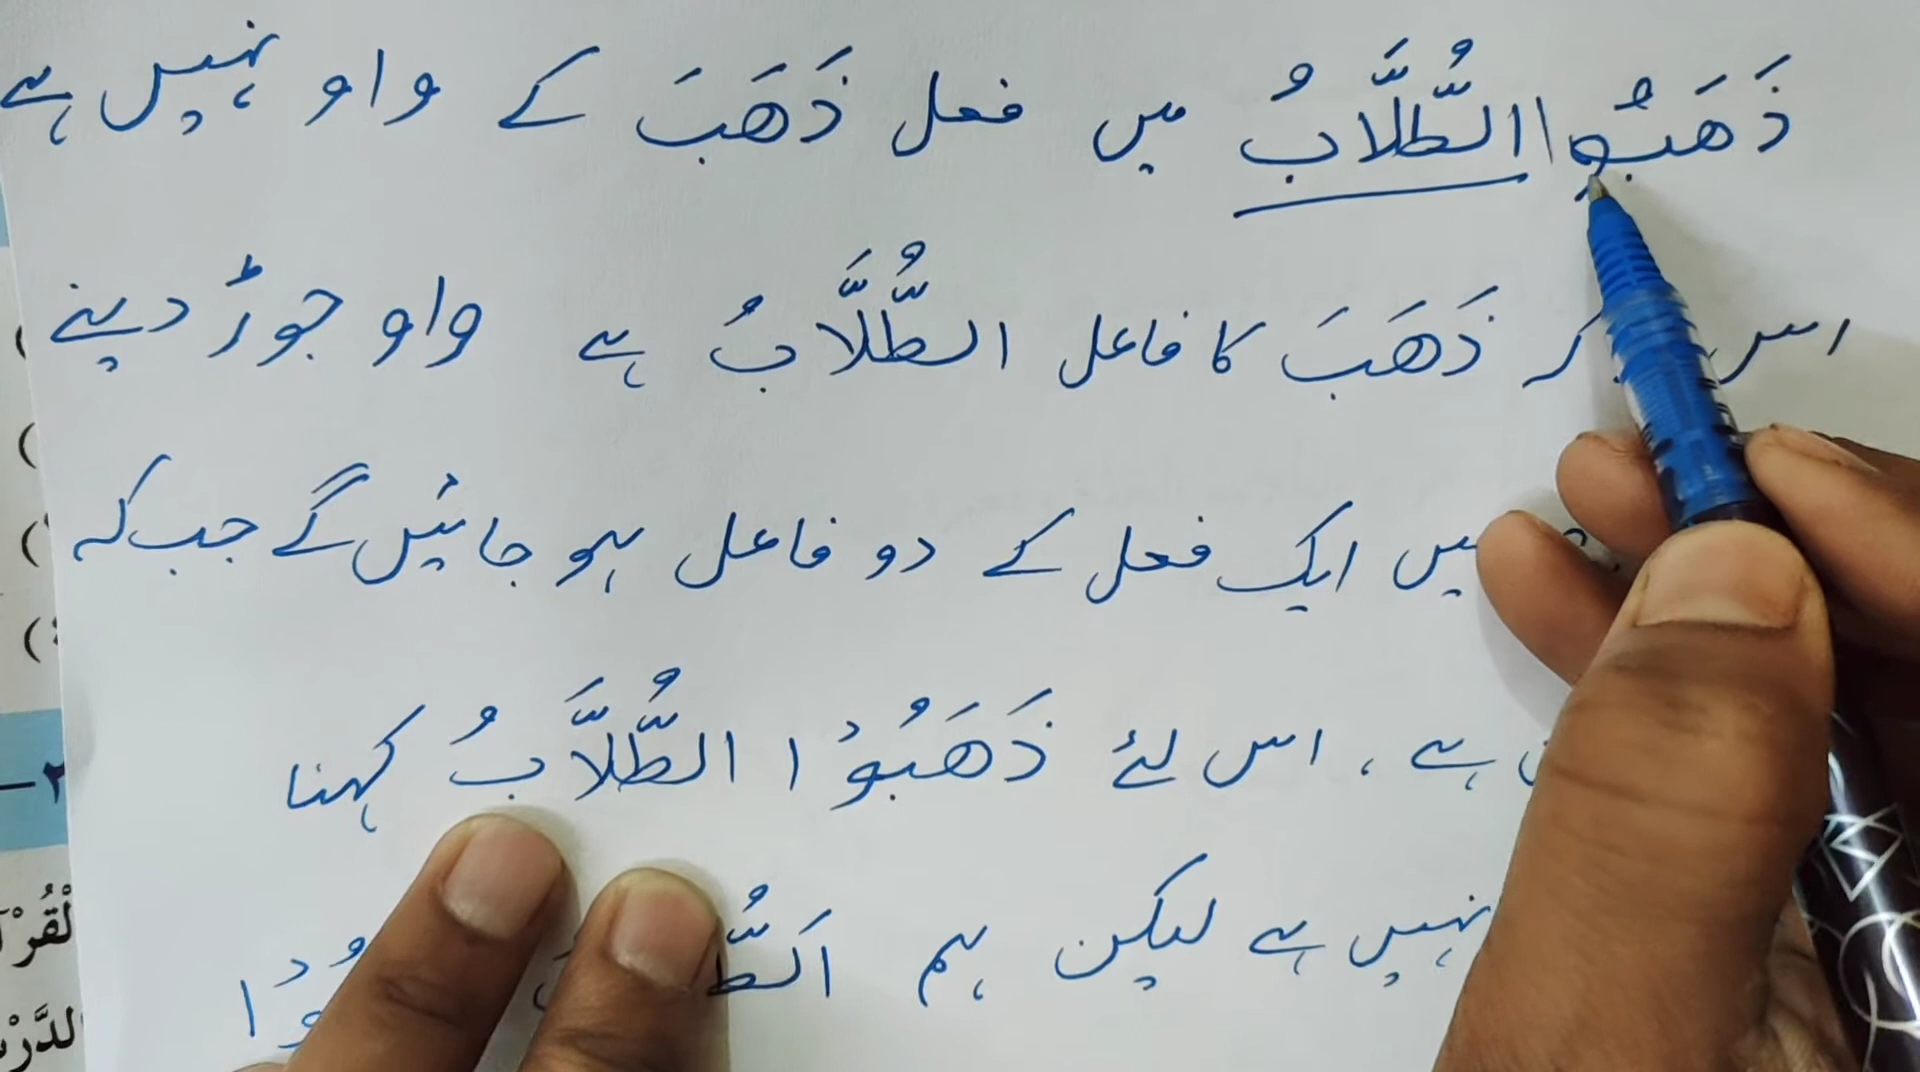 ذَهَبُوا الطُّلَّابُ میں فعل ذَهَبَ کے واو نہیں ہے
اس کر ذَهَبَ کا فاعل الطُّلَّابُ ہے واو جوڑ دینے
میں ایک فعل کے دو فاعل ہو جائیں گے جب کہ
ہے، اس لئے ذَهَبُوْا الطُّلَّابُ کہنا
نہیں ہے لیکن ہم